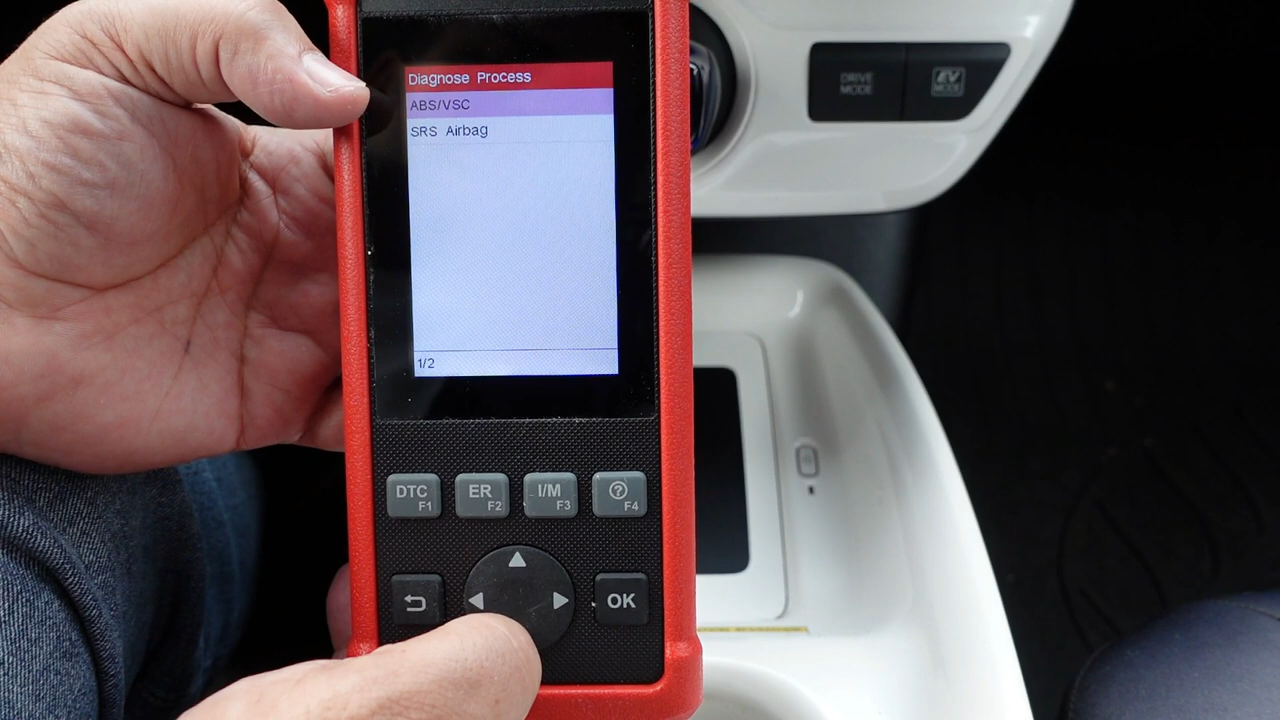 Diagnose Process
ABS/VSC
SRS Airbag
1/2
DTC F1
ER F2
I/M F3
? F4
OK
DRIVE MODE
EV MODE